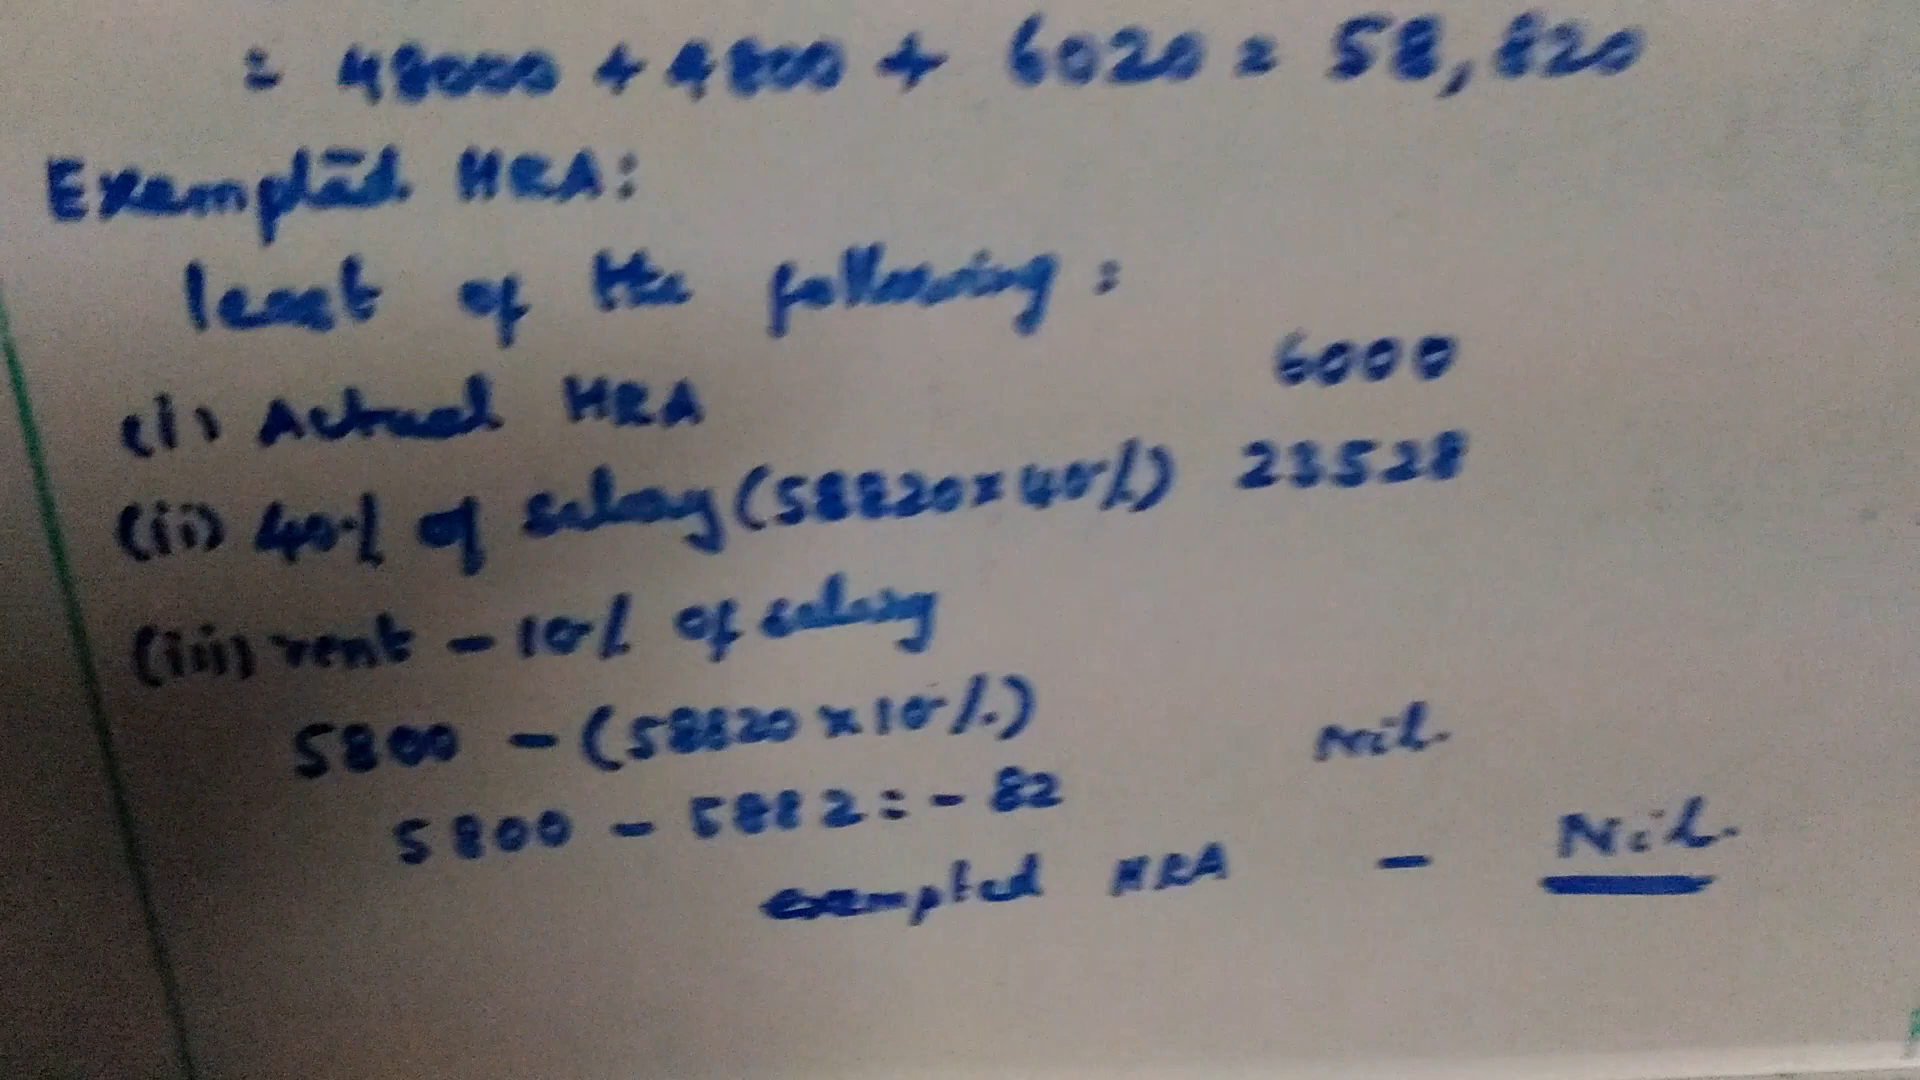 = 48000 + 4800 + 6020 = 58,820
Exempted HRA:
least of the following:
(i) Actual HRA 6000
(ii) 40% of salary (58820 x 40%) 23528
(iii) rent - 10% of salary
5800 - (58820 x 10%) Nil.
5800 - 5882 = - 82
exempted HRA - Nil.